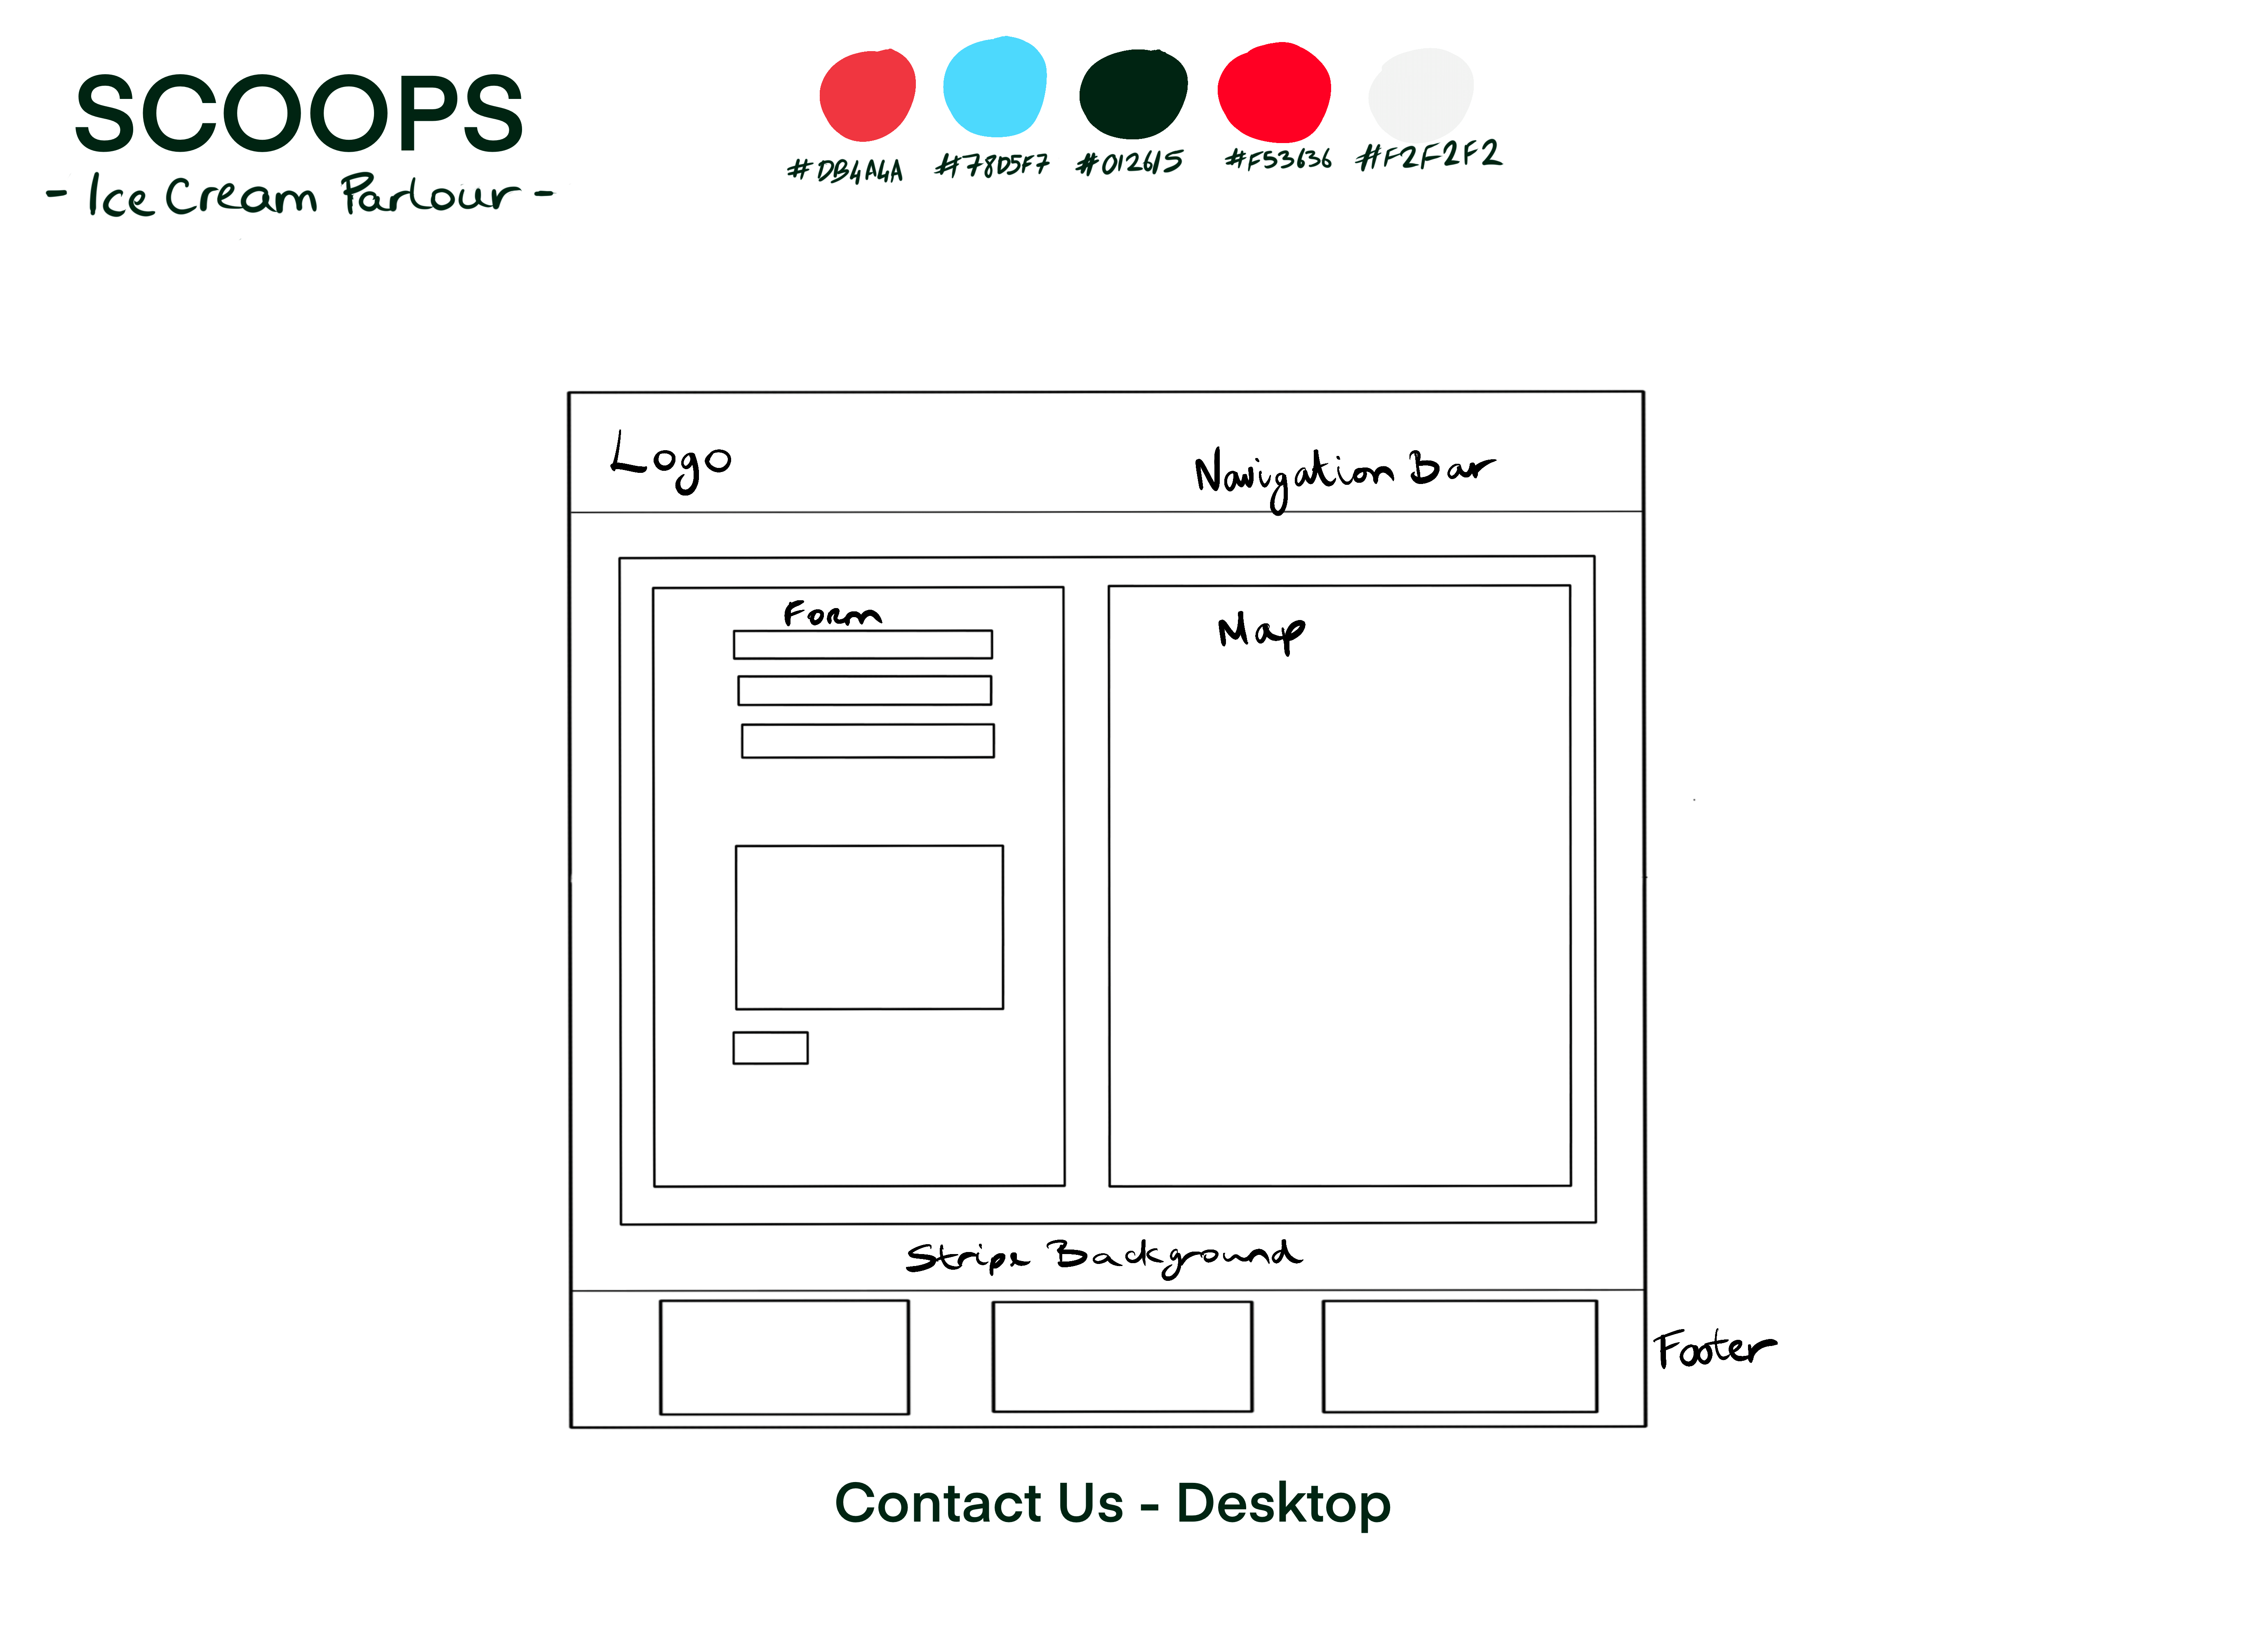 SCOOPS
- Ice Cream Parlour -
#DB4A4A #78D5F7 #012615 #F53636 #F2F2F2
Logo
Navigation Bar
Form
Map
Stripe Background
Footer
Contact Us - Desktop